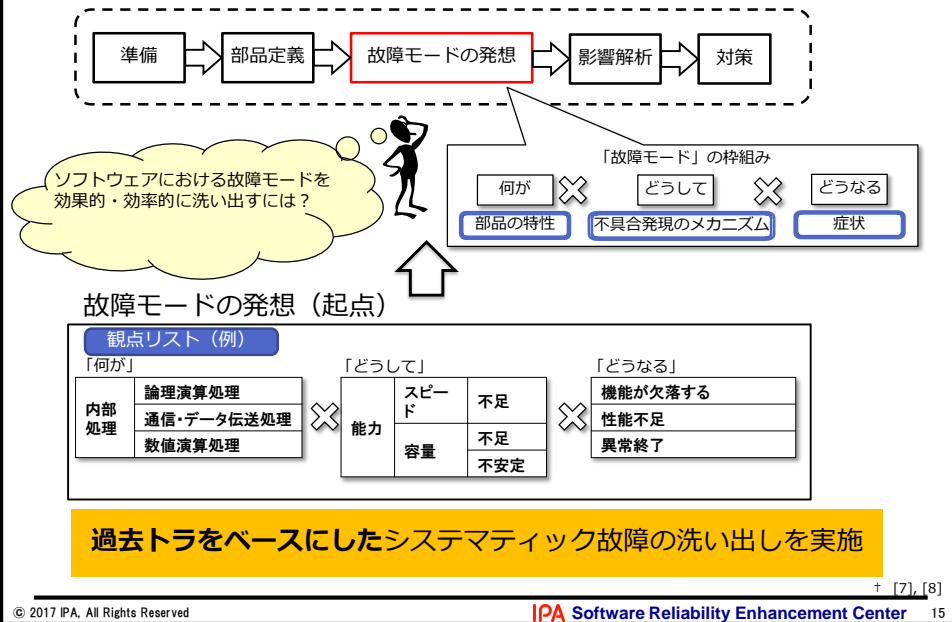 準備
部品定義
故障モードの発想
影響解析
対策
ソフトウェアにおける故障モードを
効果的・効率的に洗い出すには？
「故障モード」の枠組み
何が
どうして
どうなる
部品の特性
不具合発現のメカニズム
症状
故障モードの発想（起点）
観点リスト（例）
「何が」
内部
処理
論理演算処理
通信・データ伝送処理
数値演算処理
「どうして」
能力
スピー
ド
不足
容量
不足
不安定
「どうなる」
機能が欠落する
性能不足
異常終了
過去トラをベースにしたシステマティック故障の洗い出しを実施
† [7], [8]
© 2017 IPA, All Rights Reserved
IPA Software Reliability Enhancement Center
15